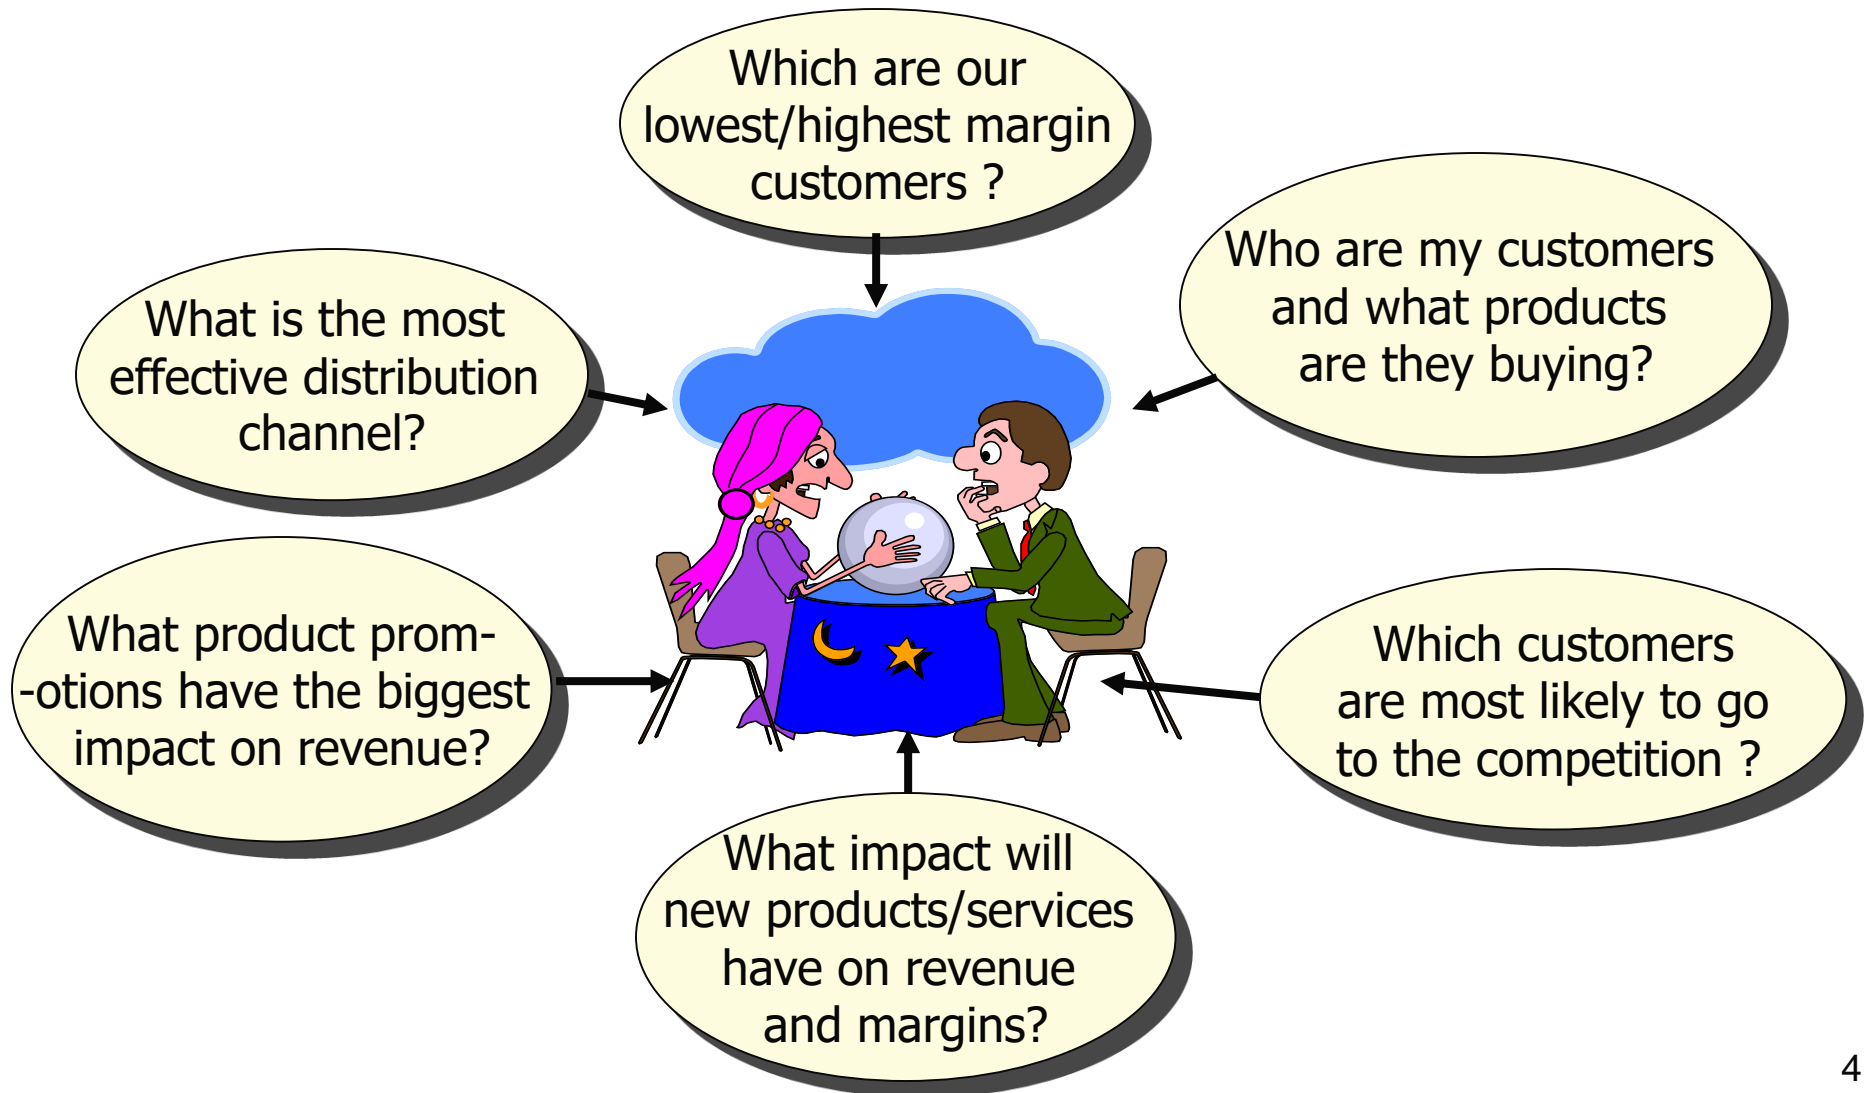 Which are our
lowest/highest margin
customers ?
Who are my customers
and what products
are they buying?
What is the most
effective distribution
channel?
What product prom-
-otions have the biggest
impact on revenue?
Which customers
are most likely to go
to the competition ?
What impact will
new products/services
have on revenue
and margins?
4